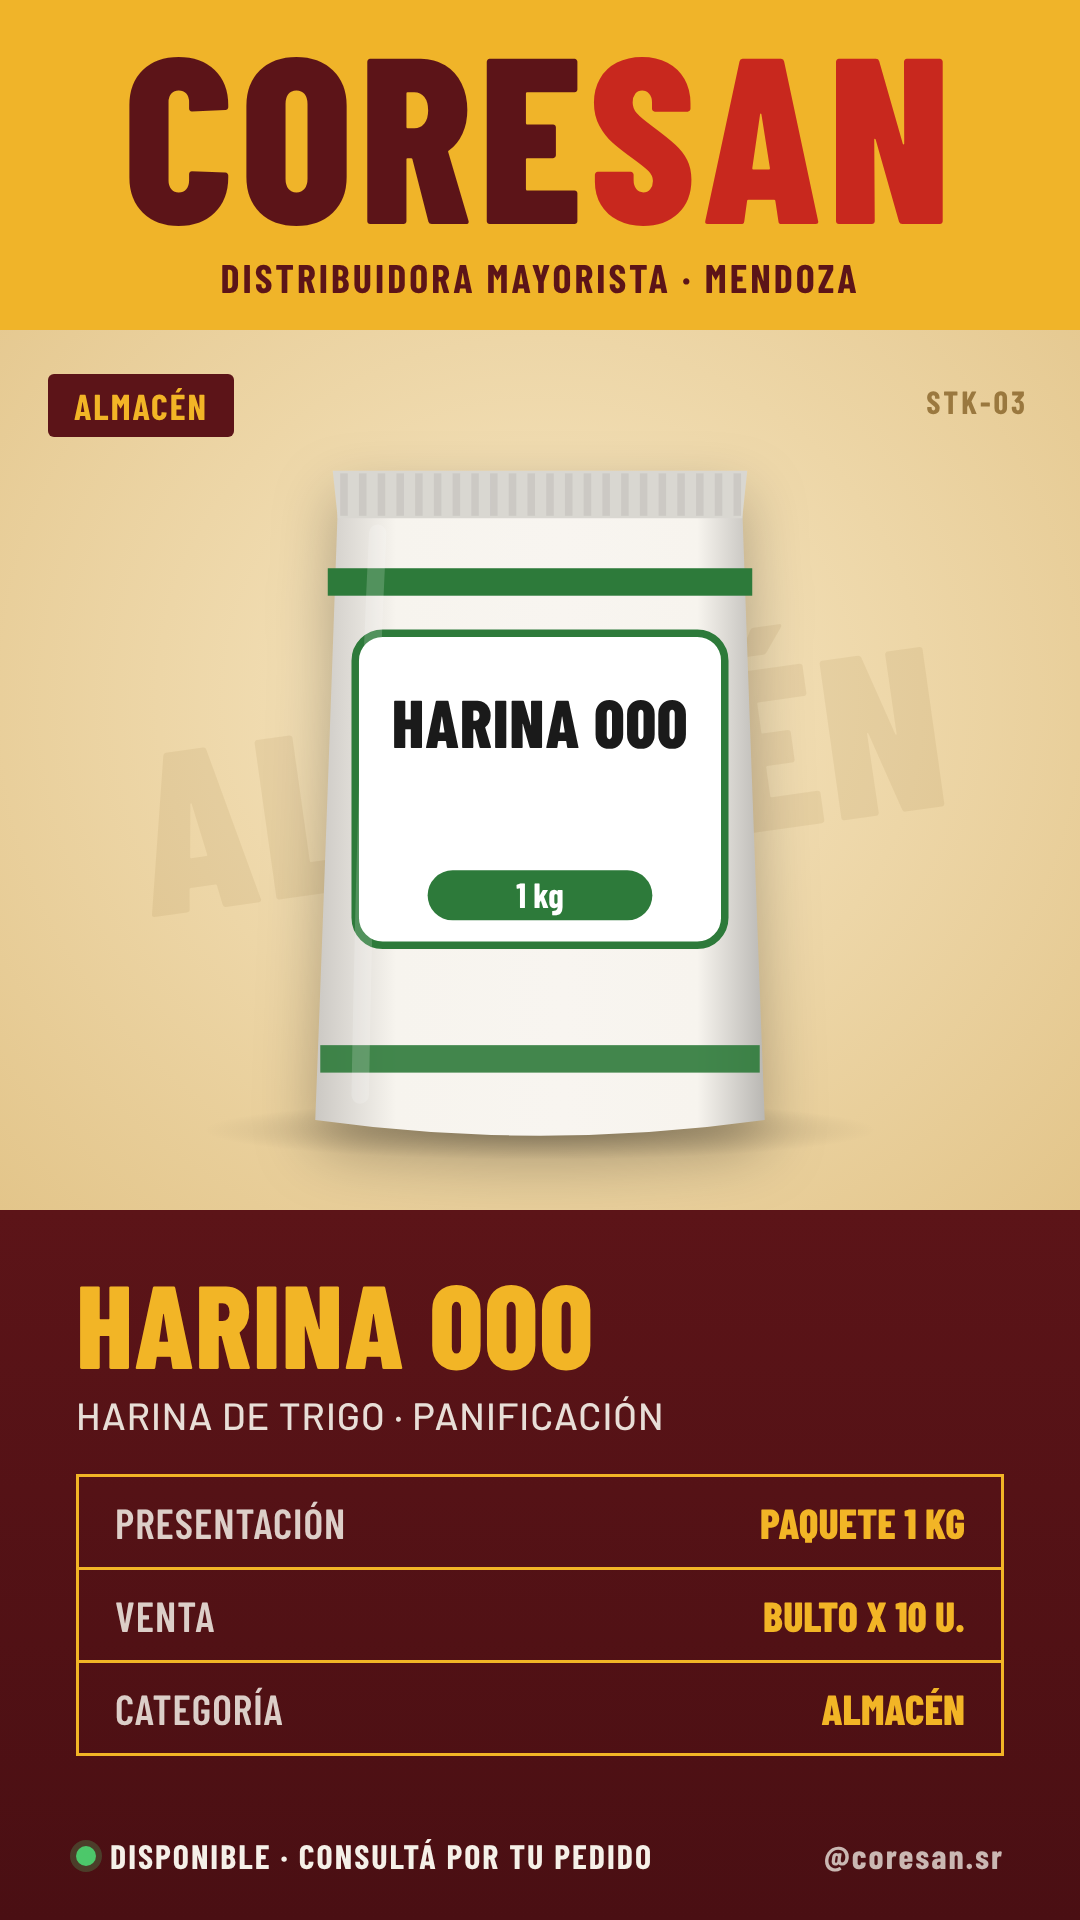 CORESAN
DISTRIBUIDORA MAYORISTA · MENDOZA
ALMACÉN
STK-03
HARINA 000
1 kg
HARINA 000
HARINA DE TRIGO · PANIFICACIÓN
PRESENTACIÓN PAQUETE 1 KG
VENTA BULTO X 10 U.
CATEGORÍA ALMACÉN
DISPONIBLE · CONSULTÁ POR TU PEDIDO @coresan.sr